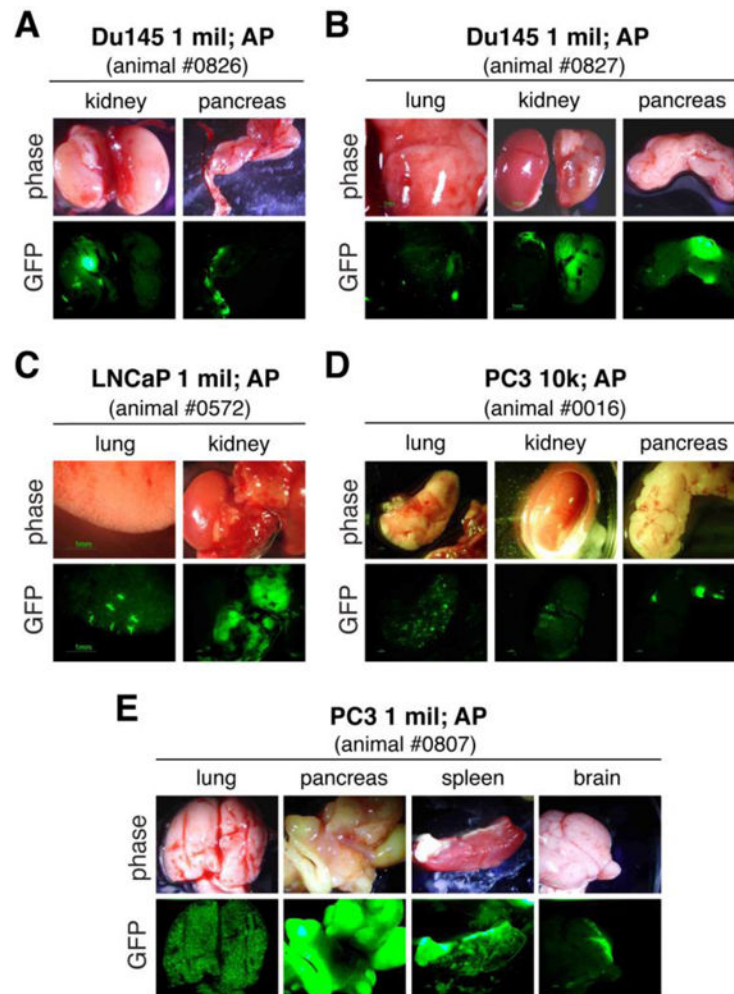 A
Du145 1 mil; AP
(animal #0826)
kidney pancreas
phase
GFP
B
Du145 1 mil; AP
(animal #0827)
lung kidney pancreas
phase
GFP
C
LNCaP 1 mil; AP
(animal #0572)
lung kidney
phase
GFP
D
PC3 10k; AP
(animal #0016)
lung kidney pancreas
phase
GFP
E
PC3 1 mil; AP
(animal #0807)
lung pancreas spleen brain
phase
GFP